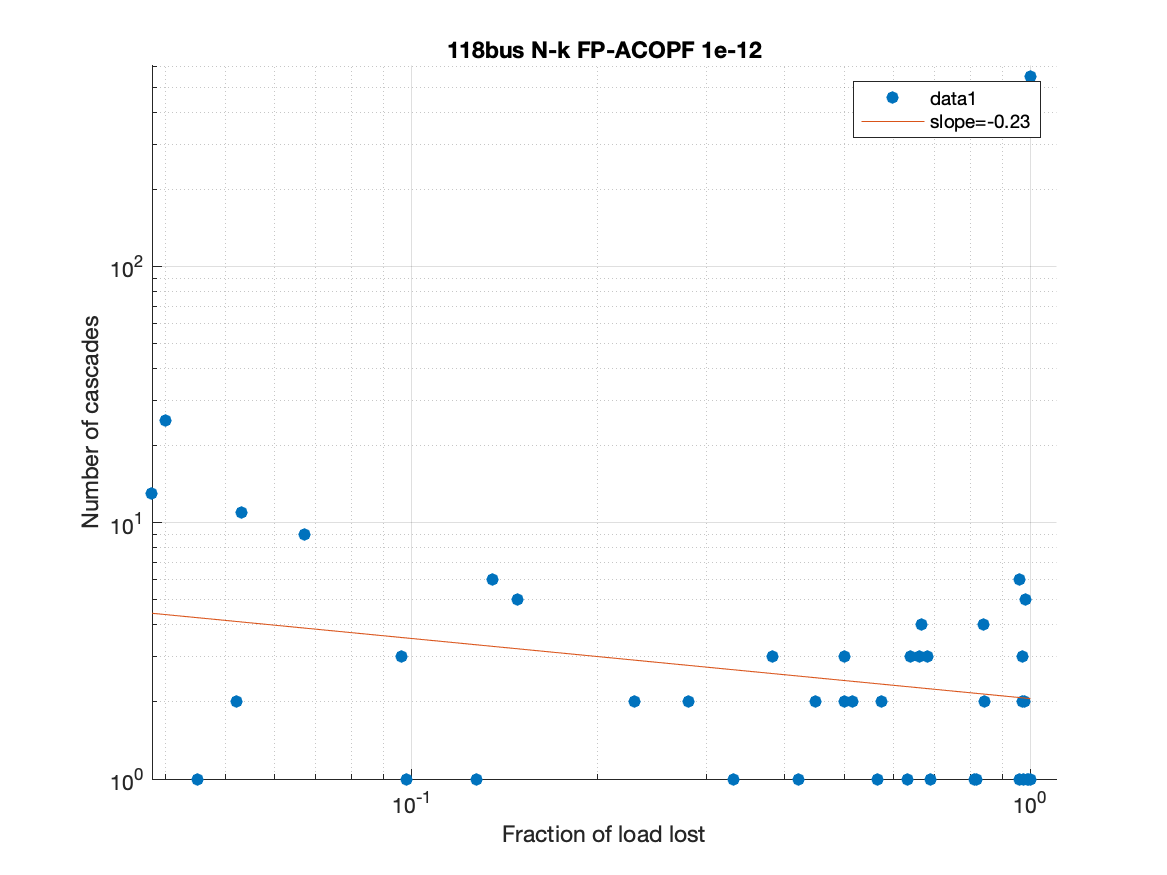 118bus N-k FP-ACOPF 1e-12
data1
slope=-0.23
Number of cascades
10²
10¹
10⁰
10⁻¹
10⁰
Fraction of load lost